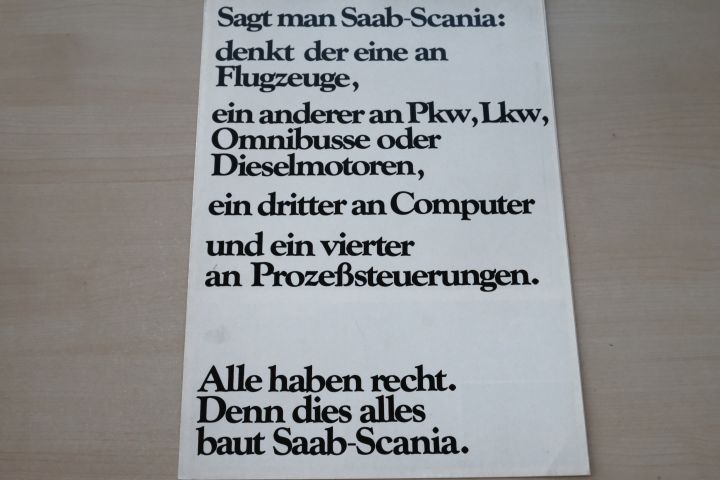 Sagt man Saab-Scania:
denkt der eine an
Flugzeuge,
ein anderer an Pkw, Lkw,
Omnibusse oder
Dieselmotoren,
ein dritter an Computer
und ein vierter
an Prozeßsteuerungen.
Alle haben recht.
Denn dies alles
baut Saab-Scania.